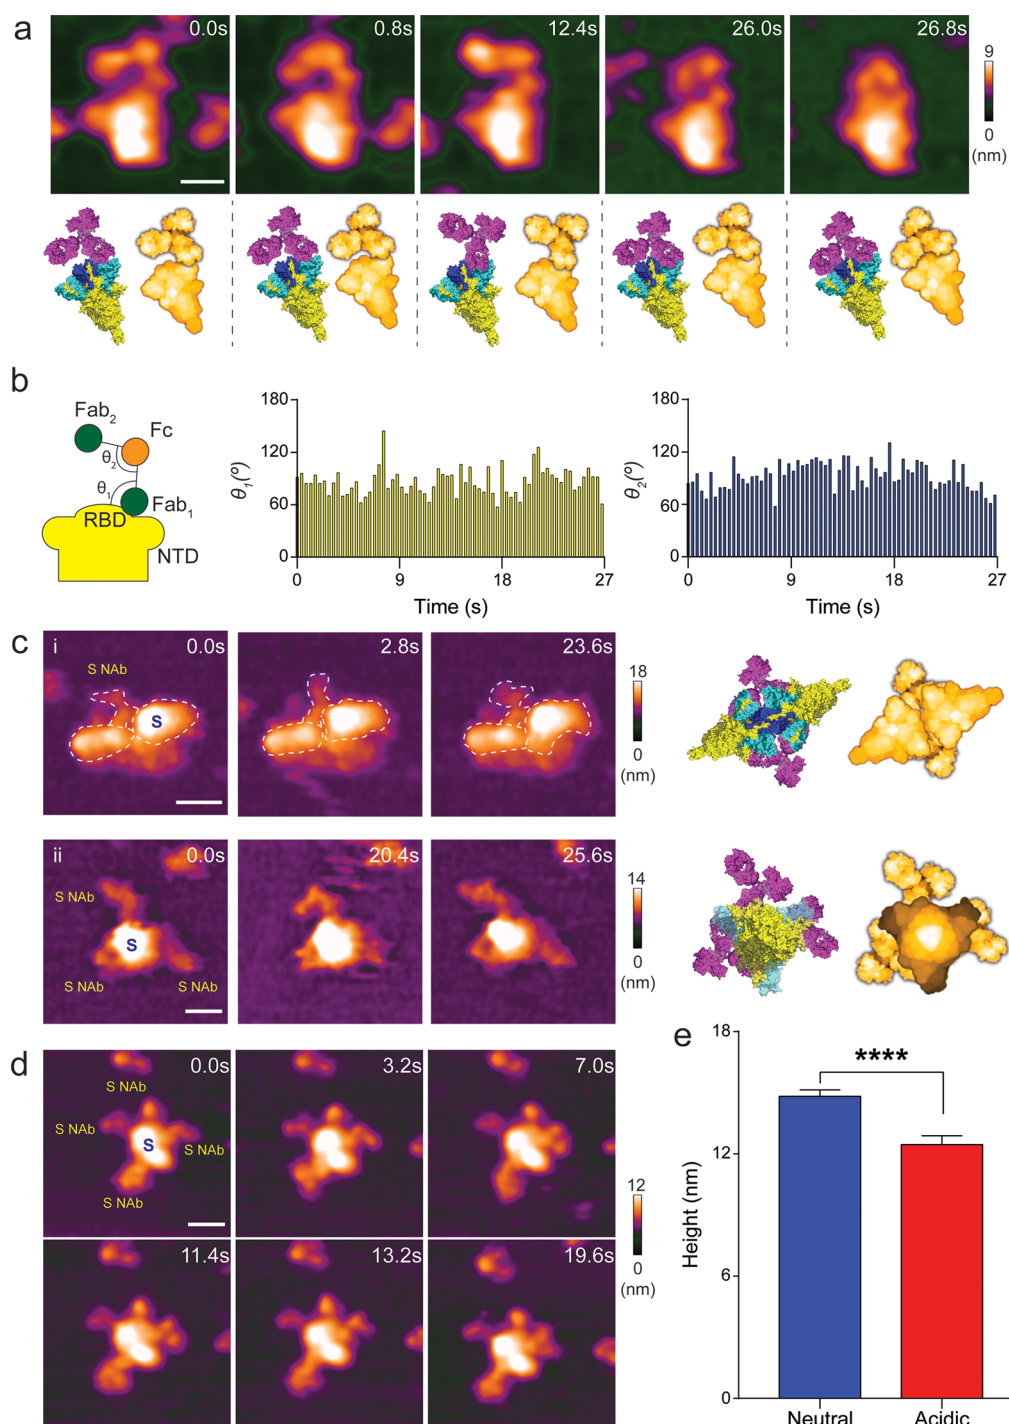 a
0.0s
0.8s
12.4s
26.0s
26.8s
9
0
(nm)
b
Fab2
Fc
θ2
θ1
Fab1
RBD
NTD
θ1(º)
180
120
60
0
0
9
18
27
Time (s)
θ2(º)
180
120
60
0
0
9
18
27
Time (s)
c
i
0.0s
2.8s
23.6s
S NAb
S
18
0
(nm)
ii
0.0s
20.4s
25.6s
S NAb
S
S NAb
S NAb
14
0
(nm)
d
0.0s
3.2s
7.0s
S NAb
S NAb
S
S NAb
S NAb
11.4s
13.2s
19.6s
12
0
(nm)
e
****
Height (nm)
18
12
6
0
Neutral
Acidic